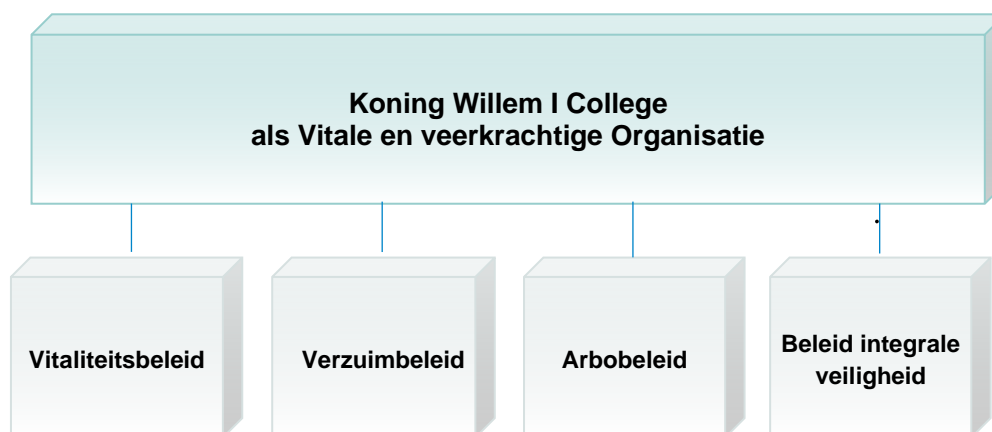 Koning Willem I College
als Vitale en veerkrachtige Organisatie
.
Vitaliteitsbeleid
Verzuimbeleid
Arbobeleid
Beleid integrale
veiligheid